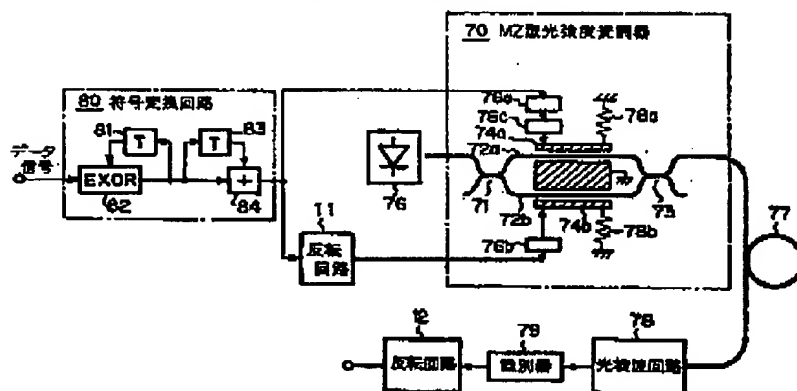 70 MZ型光強度変調器
80 符号変換回路
81
T
T
83
データ
信号
EXOR
82
+
84
11
反転
回路
76
76a
76c
74a
72a
78a
71
73
72b
74b
76b
78b
77
12
反転回路
79
識別器
78
光検波回路